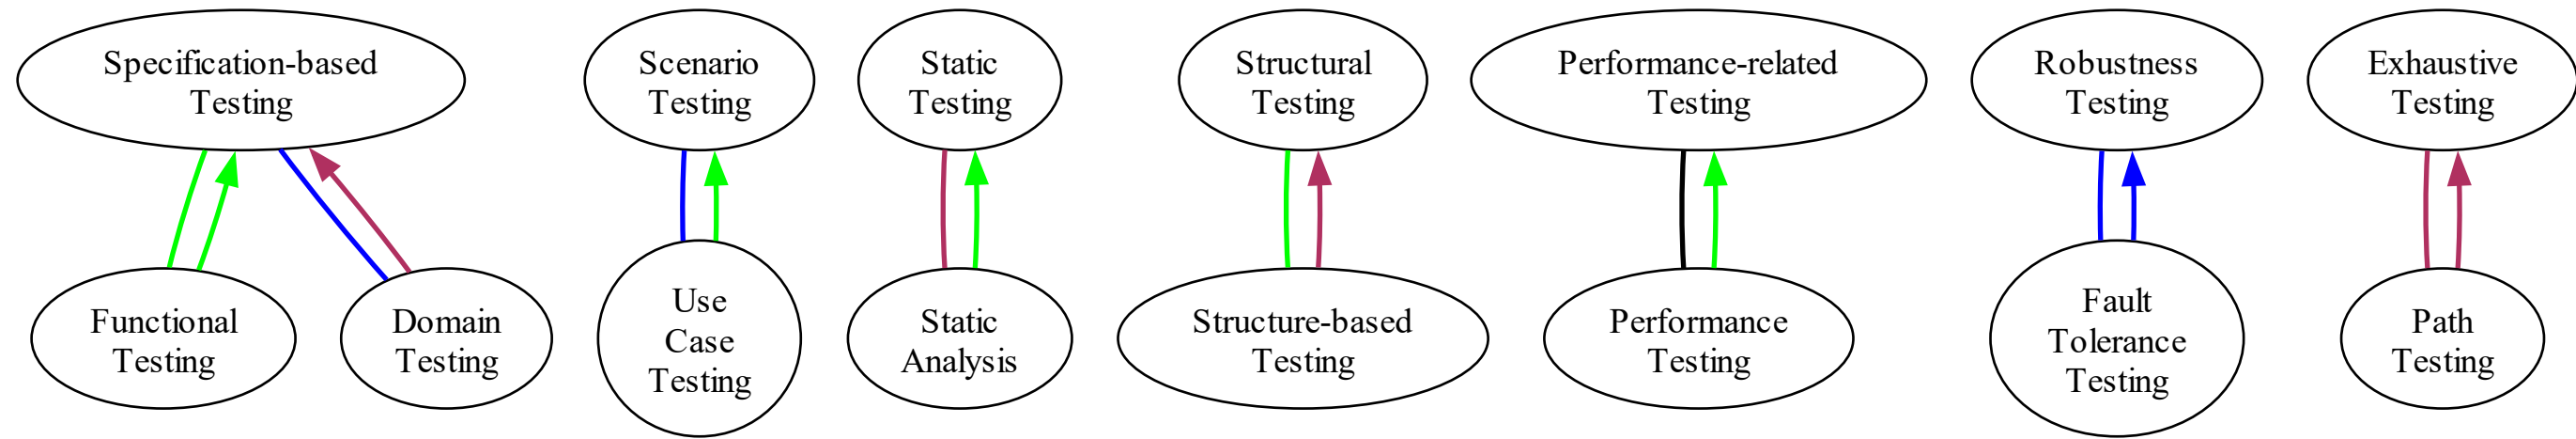 Specification-based
Testing
Scenario
Testing
Static
Testing
Structural
Testing
Performance-related
Testing
Robustness
Testing
Exhaustive
Testing
Functional
Testing
Domain
Testing
Use
Case
Testing
Static
Analysis
Structure-based
Testing
Performance
Testing
Fault
Tolerance
Testing
Path
Testing